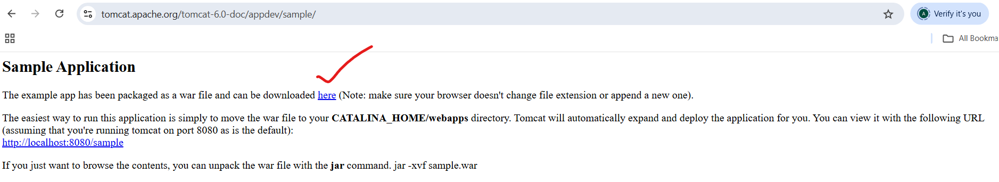 tomcat.apache.org/tomcat-6.0-doc/appdev/sample/
A
Verify it's you
All Bookma
Sample Application
The example app has been packaged as a war file and can be downloaded here (Note: make sure your browser doesn't change file extension or append a new one).
The easiest way to run this application is simply to move the war file to your CATALINA_HOME/webapps directory. Tomcat will automatically expand and deploy the application for you. You can view it with the following URL
(assuming that you're running tomcat on port 8080 as is the default):
http://localhost:8080/sample
If you just want to browse the contents, you can unpack the war file with the jar command. jar -xvf sample.war